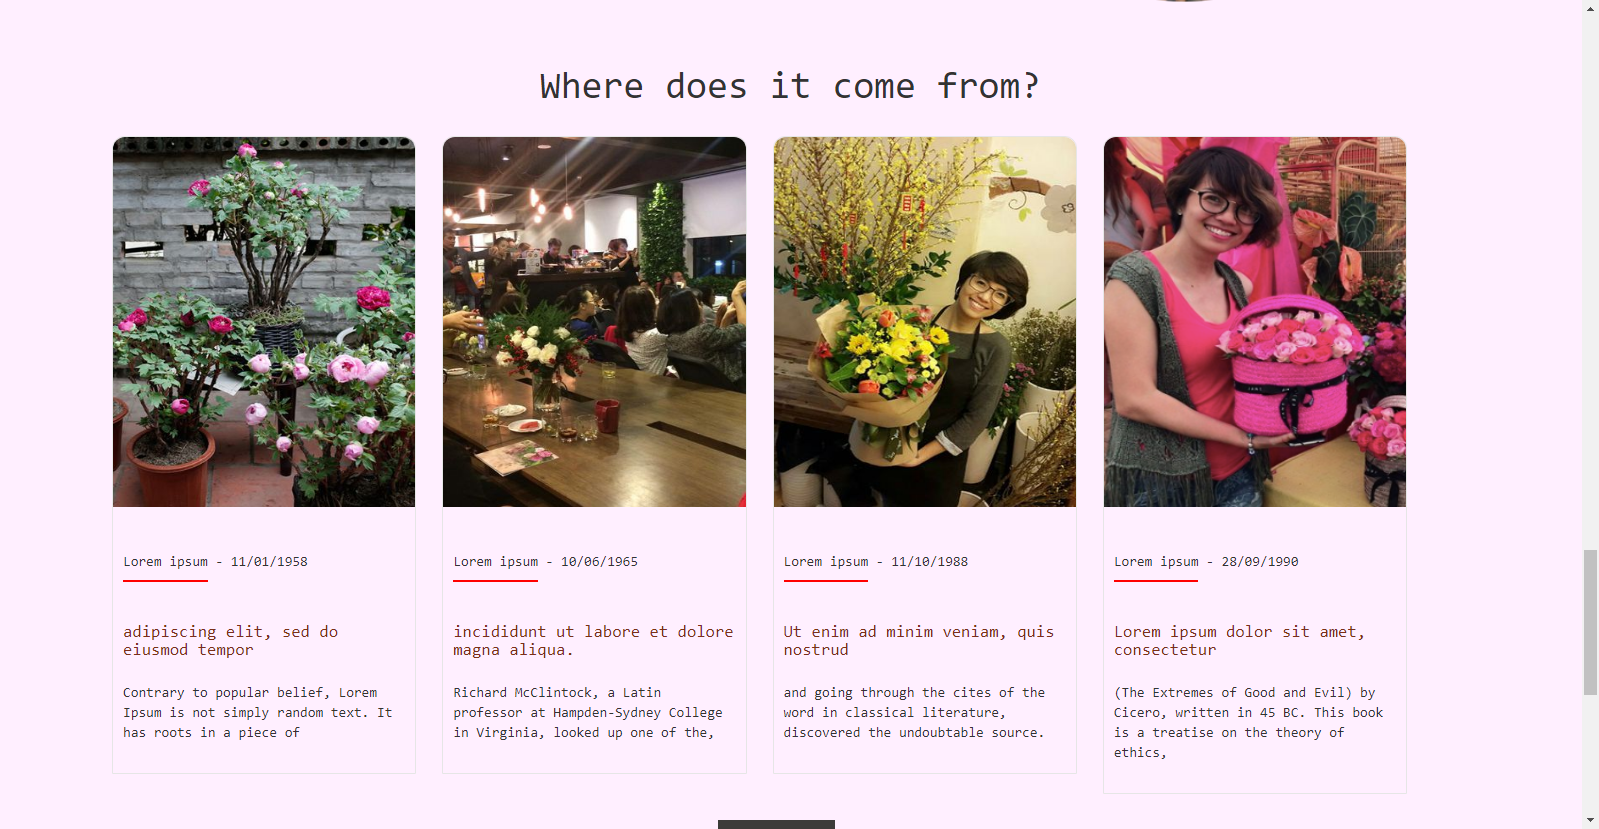 Where does it come from?
Lorem ipsum - 11/01/1958
adipiscing elit, sed do
eiusmod tempor
Contrary to popular belief, Lorem
Ipsum is not simply random text. It
has roots in a piece of
Lorem ipsum - 10/06/1965
incididunt ut labore et dolore
magna aliqua.
Richard McClintock, a Latin
professor at Hampden-Sydney College
in Virginia, looked up one of the,
Lorem ipsum - 11/10/1988
Ut enim ad minim veniam, quis
nostrud
and going through the cites of the
word in classical literature,
discovered the undoubtable source.
Lorem ipsum - 28/09/1990
Lorem ipsum dolor sit amet,
consectetur
(The Extremes of Good and Evil) by
Cicero, written in 45 BC. This book
is a treatise on the theory of
ethics,